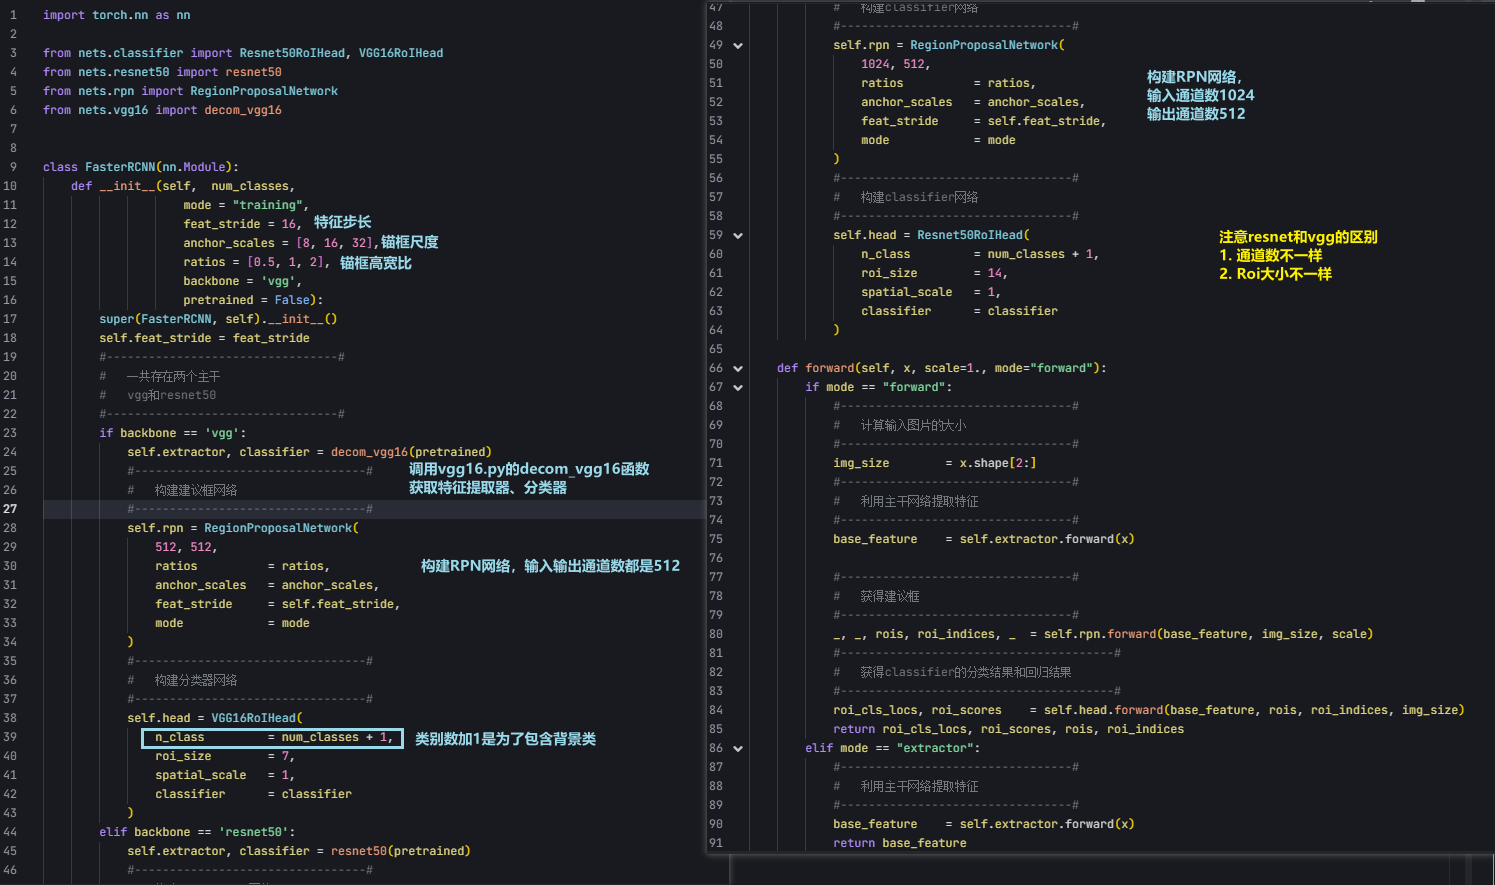 1 import torch.nn as nn
2
3 from nets.classifier import Resnet50RoIHead, VGG16RoIHead
4 from nets.resnet50 import resnet50
5 from nets.rpn import RegionProposalNetwork
6 from nets.vgg16 import decom_vgg16
7
8
9 class FasterRCNN(nn.Module):
10 def __init__(self, num_classes,
11 mode = "training",
12 feat_stride = 16, 特征步长
13 anchor_scales = [8, 16, 32], 锚框尺度
14 ratios = [0.5, 1, 2], 锚框高宽比
15 backbone = 'vgg',
16 pretrained = False):
17 super(FasterRCNN, self).__init__()
18 self.feat_stride = feat_stride
19 #---------------------------------#
20 # 一共存在两个主干
21 # vgg和resnet50
22 #---------------------------------#
23 if backbone == 'vgg':
24 self.extractor, classifier = decom_vgg16(pretrained)
25 #---------------------------------#
调用vgg16.py的decom_vgg16函数
26 # 构建建议框网络
获取特征提取器、分类器
27 #---------------------------------#
28 self.rpn = RegionProposalNetwork(
29 512, 512,
30 ratios = ratios,
构建RPN网络，输入输出通道数都是512
31 anchor_scales = anchor_scales,
32 feat_stride = self.feat_stride,
33 mode = mode
34 )
35 #---------------------------------#
36 # 构建分类器网络
37 #---------------------------------#
38 self.head = VGG16RoIHead(
39 n_class = num_classes + 1, 类别数加1是为了包含背景类
40 roi_size = 7,
41 spatial_scale = 1,
42 classifier = classifier
43 )
44 elif backbone == 'resnet50':
45 self.extractor, classifier = resnet50(pretrained)
46 #---------------------------------#
47 # 构建classifier网络
48 #---------------------------------#
49 self.rpn = RegionProposalNetwork(
50 1024, 512,
51 ratios = ratios,
52 anchor_scales = anchor_scales,
53 feat_stride = self.feat_stride,
54 mode = mode
构建RPN网络，
输入通道数1024
输出通道数512
55 )
56 #---------------------------------#
57 # 构建classifier网络
58 #---------------------------------#
59 self.head = Resnet50RoIHead(
60 n_class = num_classes + 1,
61 roi_size = 14,
62 spatial_scale = 1,
63 classifier = classifier
注意resnet和vgg的区别
1. 通道数不一样
2. Roi大小不一样
64 )
65
66 def forward(self, x, scale=1., mode="forward"):
67 if mode == "forward":
68 #---------------------------------#
69 # 计算输入图片的大小
70 #---------------------------------#
71 img_size = x.shape[2:]
72 #---------------------------------#
73 # 利用主干网络提取特征
74 #---------------------------------#
75 base_feature = self.extractor.forward(x)
76
77 #---------------------------------#
78 # 获得建议框
79 #---------------------------------#
80 _, _, rois, roi_indices, _ = self.rpn.forward(base_feature, img_size, scale)
81 #---------------------------------------#
82 # 获得classifier的分类结果和回归结果
83 #---------------------------------------#
84 roi_cls_locs, roi_scores = self.head.forward(base_feature, rois, roi_indices, img_size)
85 return roi_cls_locs, roi_scores, rois, roi_indices
86 elif mode == "extractor":
87 #---------------------------------#
88 # 利用主干网络提取特征
89 #---------------------------------#
90 base_feature = self.extractor.forward(x)
91 return base_feature